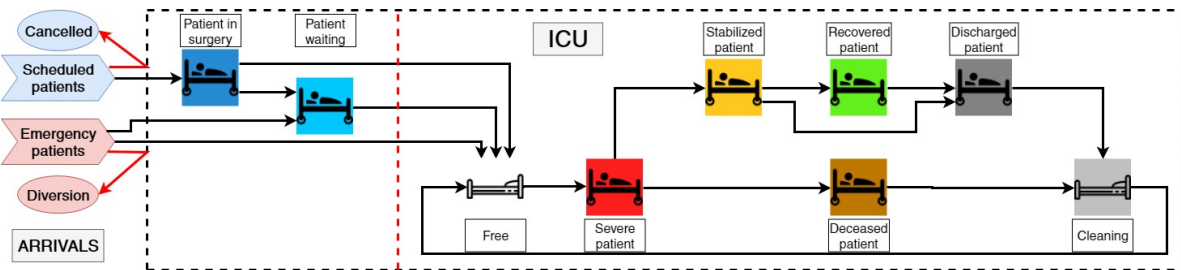 Cancelled
Scheduled
patients
Emergency
patients
Diversion
ARRIVALS
Patient in
surgery
Patient
waiting
ICU
Stabilized
patient
Recovered
patient
Discharged
patient
Free
Severe
patient
Deceased
patient
Cleaning